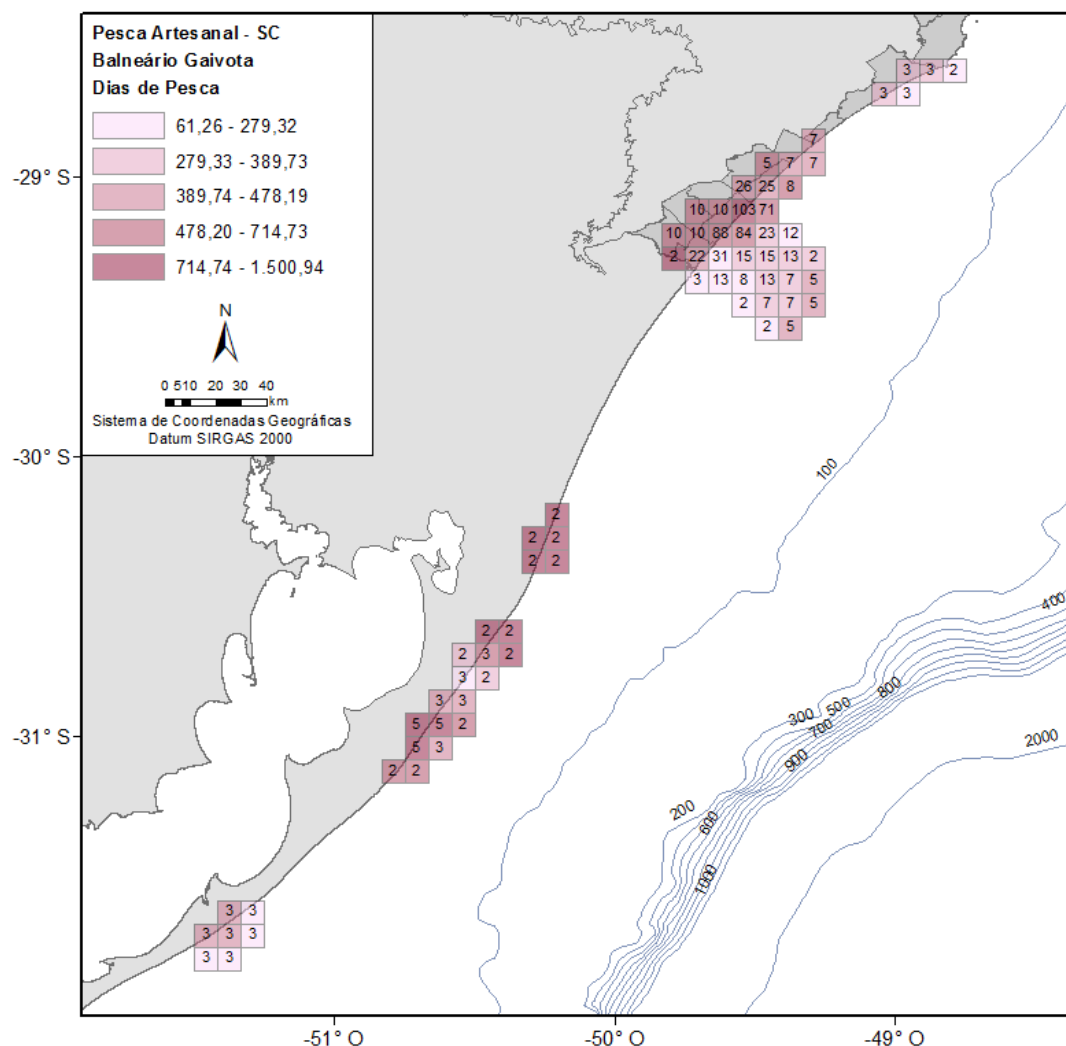 Pesca Artesanal - SC
Balneário Gaivota
Dias de Pesca
61,26 - 279,32
279,33 - 389,73
389,74 - 478,19
478,20 - 714,73
714,74 - 1.500,94
N
0 510 20 30 40
km
Sistema de Coordenadas Geográficas
Datum SIRGAS 2000
3 3 2
3 3
7
-29° S
5 7 7
26 25 8
10 10 103 71
10 10 88 84 23 12
2 22 31 15 15 13 2
3 13 8 13 7 5
2 7 7 5
2 5
-30° S
100
2
2 2
2 2
400
2 2
2 3 2
3 2
800
3 3
500
300
5 5 2
700
-31° S
2000
5 3
900
2 2
200
600
1000
3 3
3 3 3
3 3
-51° O
-50° O
-49° O